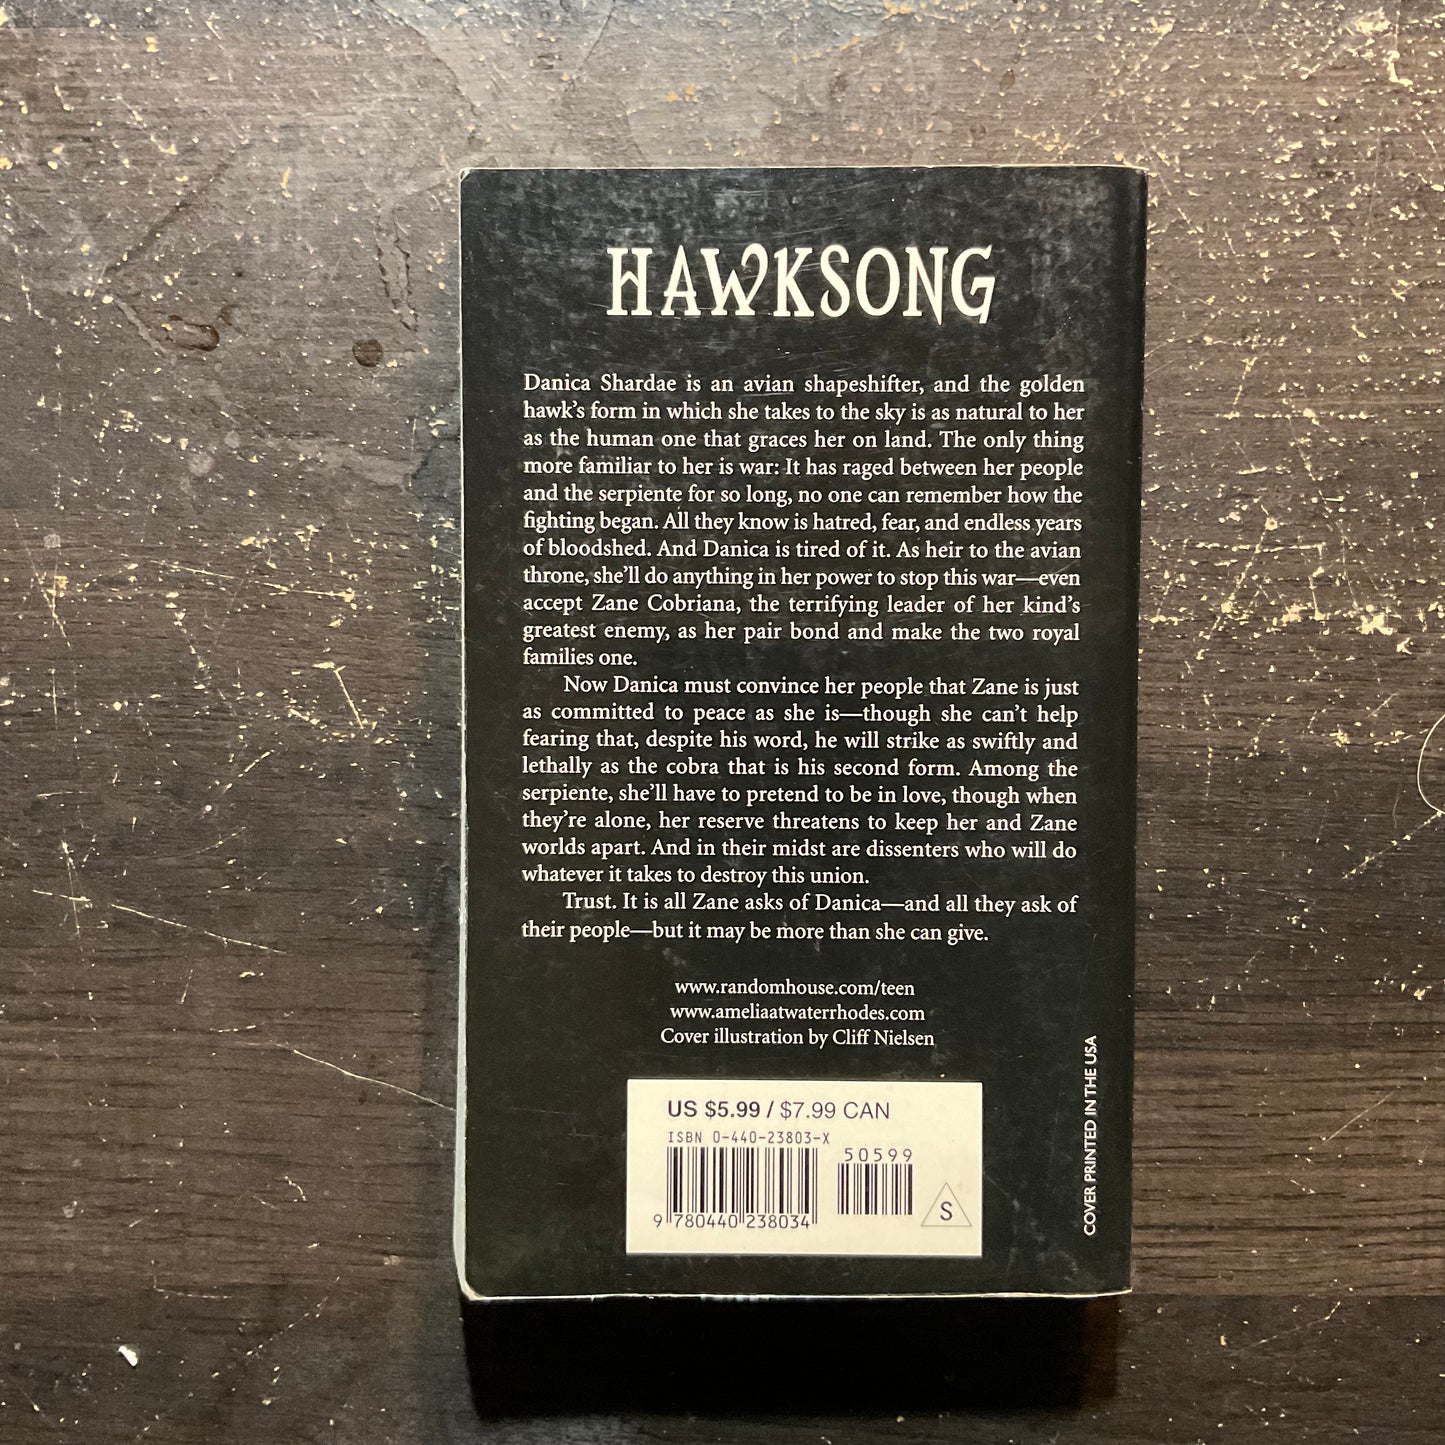 HAWKSONG
Danica Shardae is an avian shapeshifter, and the golden
hawk's form in which she takes to the sky is as natural to her
as the human one that graces her on land. The only thing
more familiar to her is war: It has raged between her people
and the serpiente for so long, no one can remember how the
fighting began. All they know is hatred, fear, and endless years
of bloodshed. And Danica is tired of it. As heir to the avian
throne, she'll do anything in her power to stop this war—even
accept Zane Cobriana, the terrifying leader of her kind's
greatest enemy, as her pair bond and make the two royal
families one.
Now Danica must convince her people that Zane is just
as committed to peace as she is—though she can't help
fearing that, despite his word, he will strike as swiftly and
lethally as the cobra that is his second form. Among the
serpiente, she'll have to pretend to be in love, though when
they're alone, her reserve threatens to keep her and Zane
worlds apart. And in their midst are dissenters who will do
whatever it takes to destroy this union.
Trust. It is all Zane asks of Danica—and all they ask of
their people—but it may be more than she can give.
www.randomhouse.com/teen
www.ameliaatwaterrhodes.com
Cover illustration by Cliff Nielsen
US $5.99 / $7.99 CAN
ISBN 0-440-23803-X
50599
9 780440 238034
S
COVER PRINTED IN THE USA